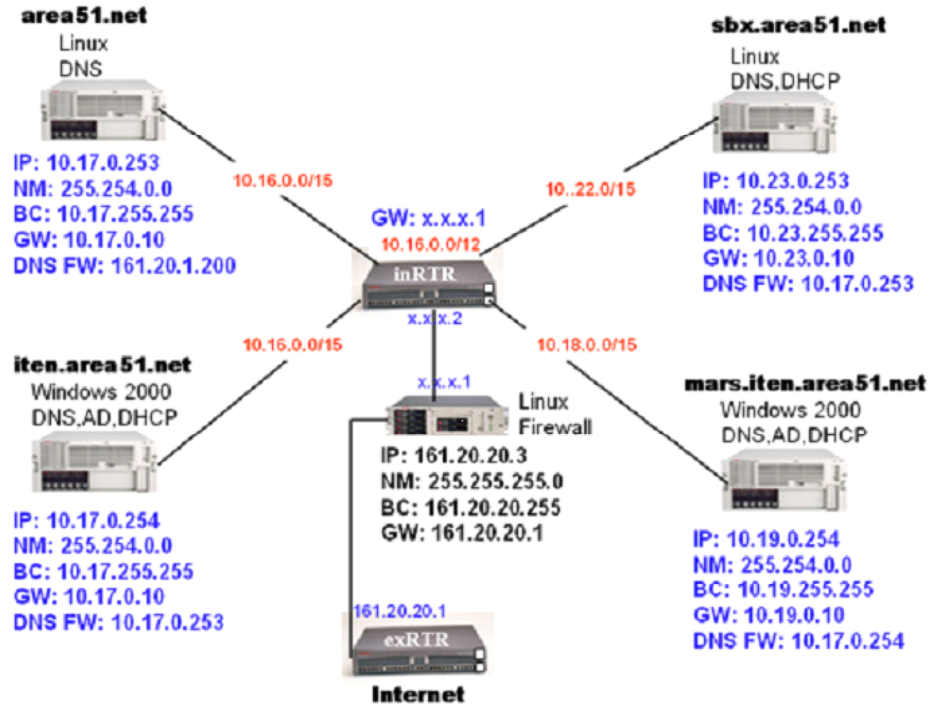 area51.net
Linux
DNS
IP: 10.17.0.253
NM: 255.254.0.0
BC: 10.17.255.255
GW: 10.17.0.10
DNS FW: 161.20.1.200
sbx.area51.net
Linux
DNS,DHCP
IP: 10.23.0.253
NM: 255.254.0.0
BC: 10.23.255.255
GW: 10.23.0.10
DNS FW: 10.17.0.253
10.16.0.0/15
10..22.0/15
GW: x.x.x.1
10.16.0.0/12
inRTR
x.x.x.2
10.16.0.0/15
10.18.0.0/15
iten.area51.net
Windows 2000
DNS,AD,DHCP
IP: 10.17.0.254
NM: 255.254.0.0
BC: 10.17.255.255
GW: 10.17.0.10
DNS FW: 10.17.0.253
x.x.x.1
Linux
Firewall
IP: 161.20.20.3
NM: 255.255.255.0
BC: 161.20.20.255
GW: 161.20.20.1
mars.iten.area51.net
Windows 2000
DNS,AD,DHCP
IP: 10.19.0.254
NM: 255.254.0.0
BC: 10.19.255.255
GW: 10.19.0.10
DNS FW: 10.17.0.254
161.20.20.1
exRTR
Internet